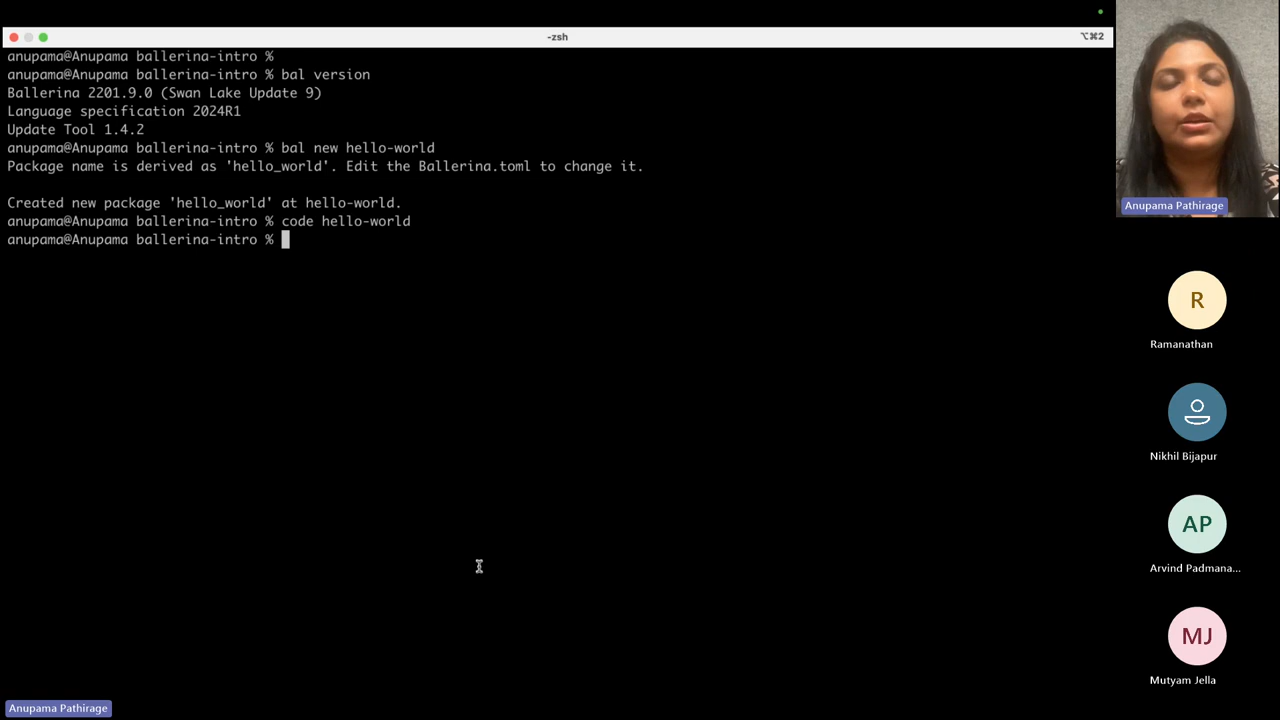 -zsh
⌥⌘2
anupama@Anupama ballerina-intro %
anupama@Anupama ballerina-intro % bal version
Ballerina 2201.9.0 (Swan Lake Update 9)
Language specification 2024R1
Update Tool 1.4.2
anupama@Anupama ballerina-intro % bal new hello-world
Package name is derived as 'hello_world'. Edit the Ballerina.toml to change it.
Created new package 'hello_world' at hello-world.
anupama@Anupama ballerina-intro % code hello-world
anupama@Anupama ballerina-intro %
Anupama Pathirage
R
Ramanathan
Nikhil Bijapur
AP
Arvind Padmana...
MJ
Mutyam Jella
Anupama Pathirage